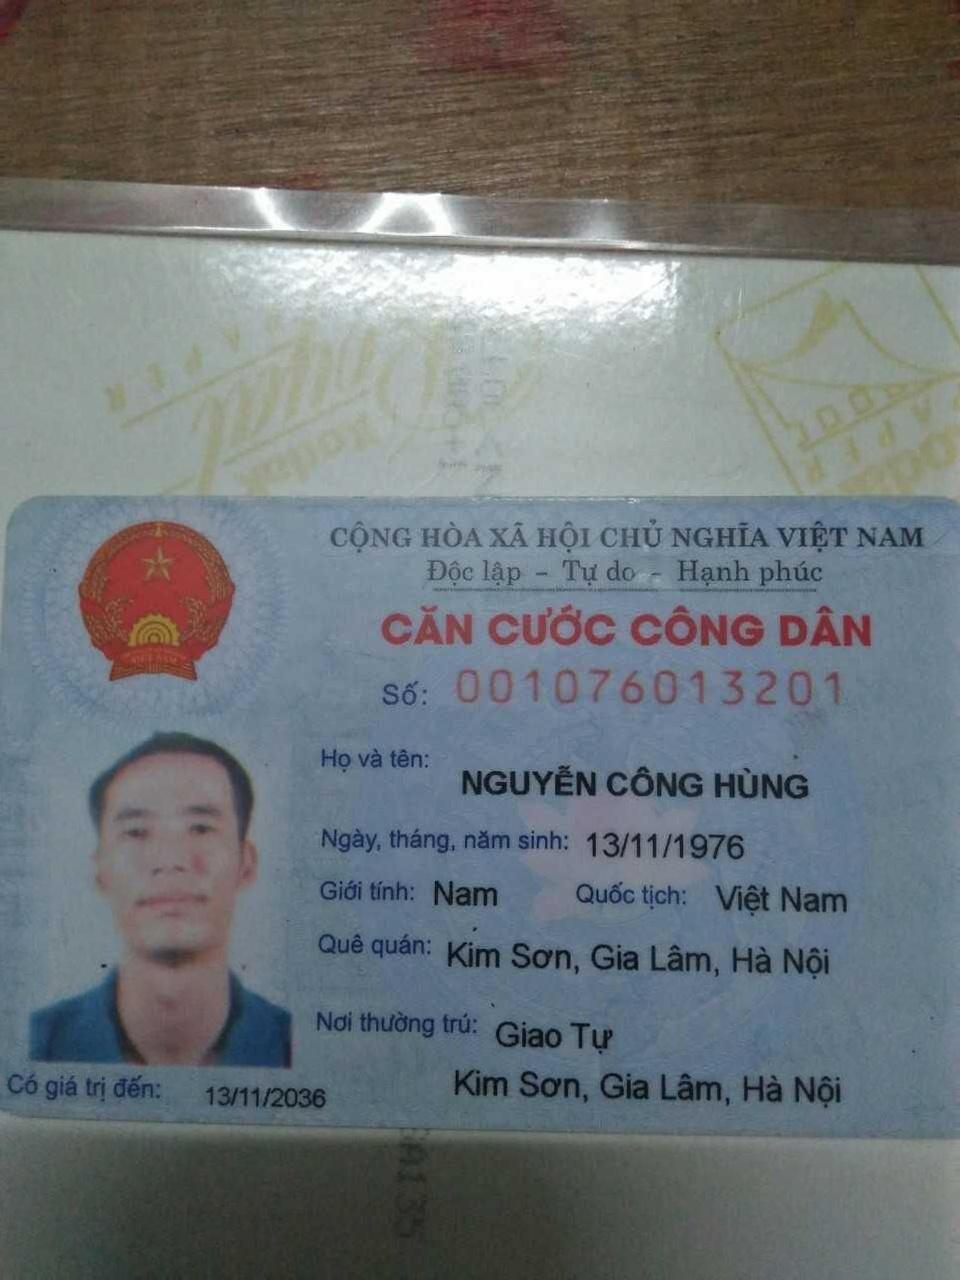 CỘNG HÒA XÃ HỘI CHỦ NGHĨA VIỆT NAM
Độc lập - Tự do - Hạnh phúc
CĂN CƯỚC CÔNG DÂN
Số: 001076013201
Họ và tên: NGUYỄN CÔNG HÙNG
Ngày, tháng, năm sinh: 13/11/1976
Giới tính: Nam Quốc tịch: Việt Nam
Quê quán: Kim Sơn, Gia Lâm, Hà Nội
Nơi thường trú: Giao Tự
Kim Sơn, Gia Lâm, Hà Nội
Có giá trị đến: 13/11/2036
Kodak
Royal
PAPER